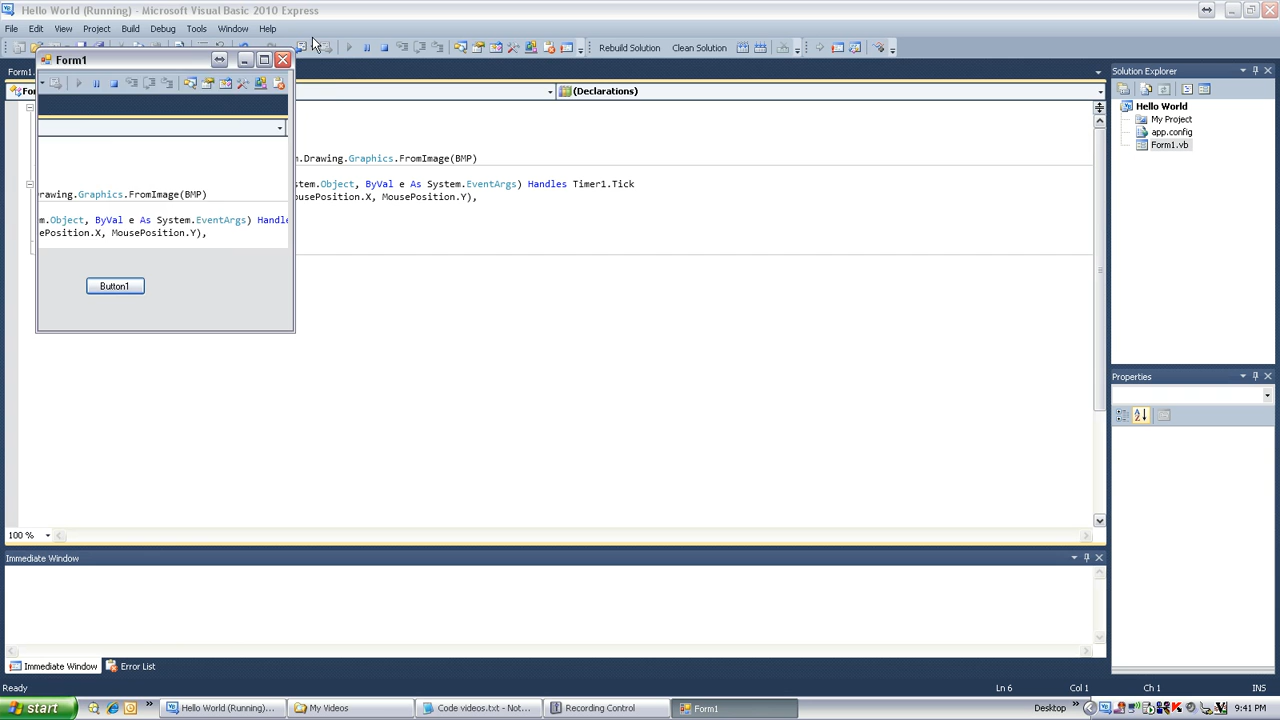 Hello World (Running) - Microsoft Visual Basic 2010 Express
File Edit View Project Build Debug Tools Window Help
Rebuild Solution Clean Solution
Form1
(Declarations)
m.Drawing.Graphics.FromImage(BMP)
stem.Object, ByVal e As System.EventArgs) Handles Timer1.Tick
ousePosition.X, MousePosition.Y),
Form1
rawing.Graphics.FromImage(BMP)
m.Object, ByVal e As System.EventArgs) Handle
ePosition.X, MousePosition.Y),
Button1
Solution Explorer
Hello World
My Project
app.config
Form1.vb
Properties
100 %
Immediate Window
Immediate Window Error List
Ready Ln 6 Col 1 Ch 1 INS
start Hello World (Running)... My Videos Code videos.txt - Not... Recording Control Form1 Desktop 9:41 PM